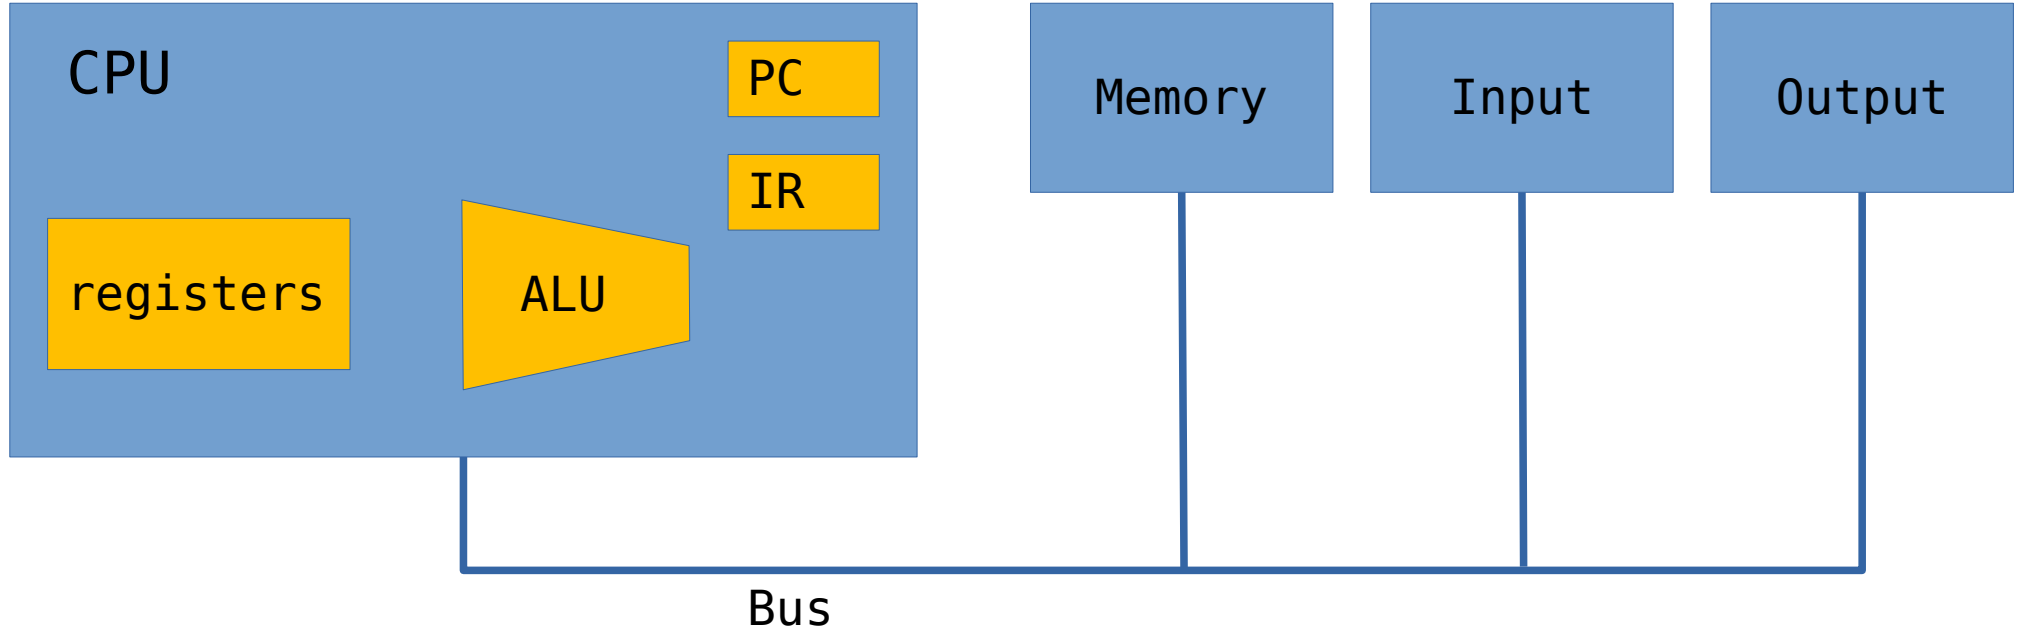 CPU
PC
IR
registers
ALU
Memory
Input
Output
Bus